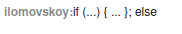 ilomovskoy:if (...) { ... }; else